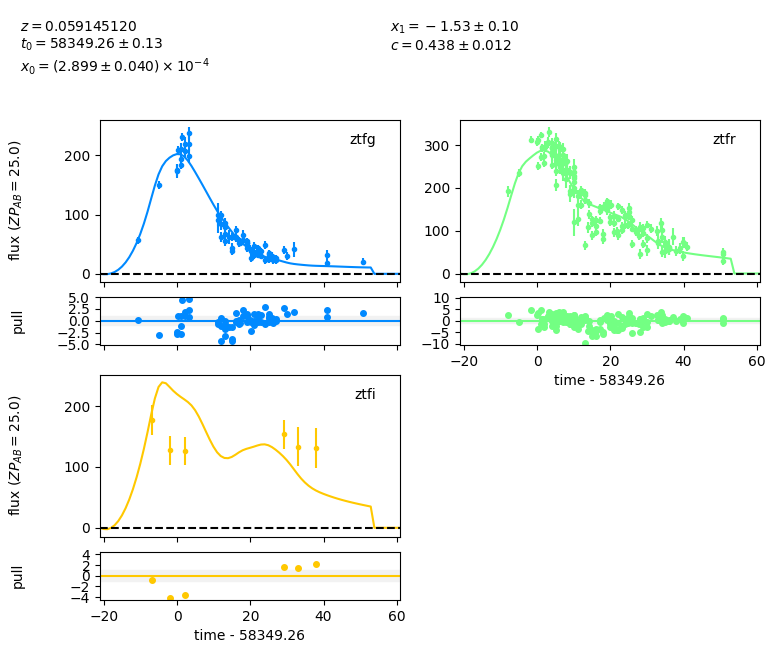 z = 0.059145120
t₀ = 58349.26 ± 0.13
x₀ = (2.899 ± 0.040) × 10⁻⁴
x₁ = −1.53 ± 0.10
c = 0.438 ± 0.012
flux (ZP_AB = 25.0)
200
100
0
ztfg
300
200
100
0
ztfr
pull
5.0
2.5
0.0
−2.5
−5.0
10
5
0
−5
−10
−20
0
20
40
60
time - 58349.26
flux (ZP_AB = 25.0)
200
100
0
ztfi
pull
4
2
0
−2
−4
−20
0
20
40
60
time - 58349.26